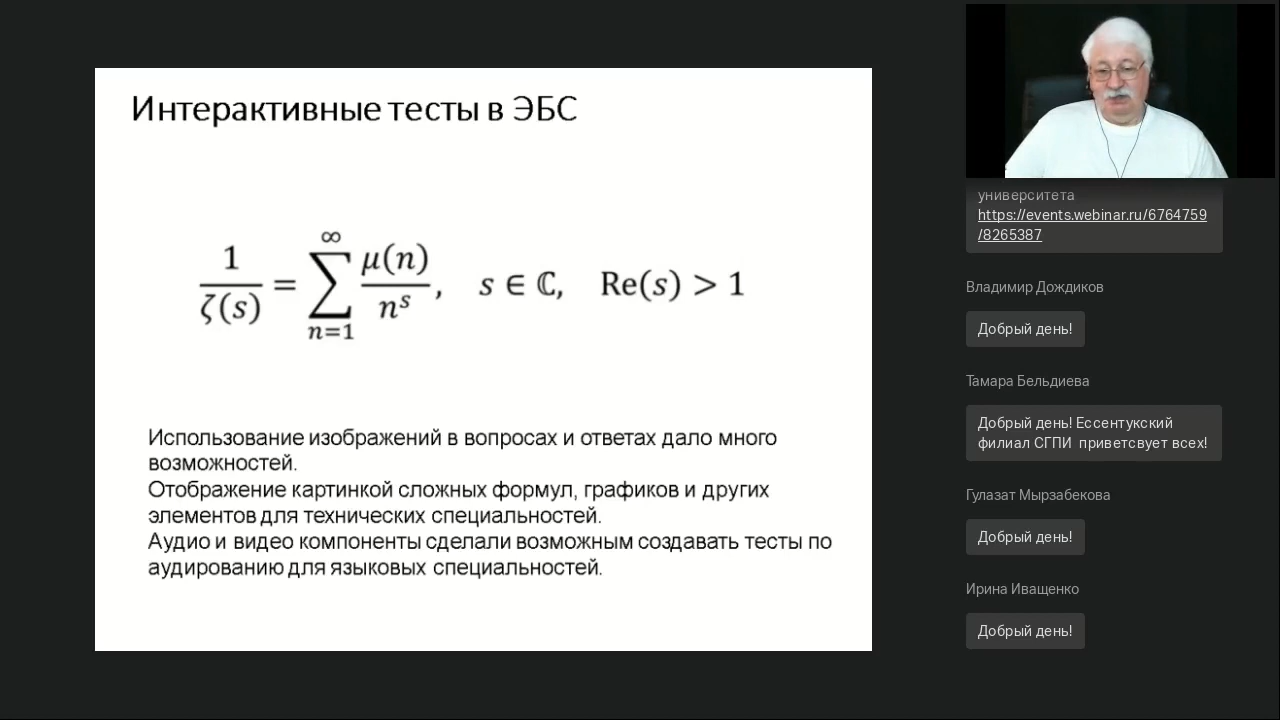 Интерактивные тесты в ЭБС
1/ζ(s) = ∑_{n=1}^{∞} μ(n)/n^s, s ∈ ℂ, Re(s) > 1
Использование изображений в вопросах и ответах дало много
возможностей.
Отображение картинкой сложных формул, графиков и других
элементов для технических специальностей.
Аудио и видео компоненты сделали возможным создавать тесты по
аудированию для языковых специальностей.
университета
https://events.webinar.ru/6764759
/8265387
Владимир Дождиков
Добрый день!
Тамара Бельдиева
Добрый день! Ессентукский
филиал СГПИ приветсвует всех!
Гулазат Мырзабекова
Добрый день!
Ирина Иващенко
Добрый день!